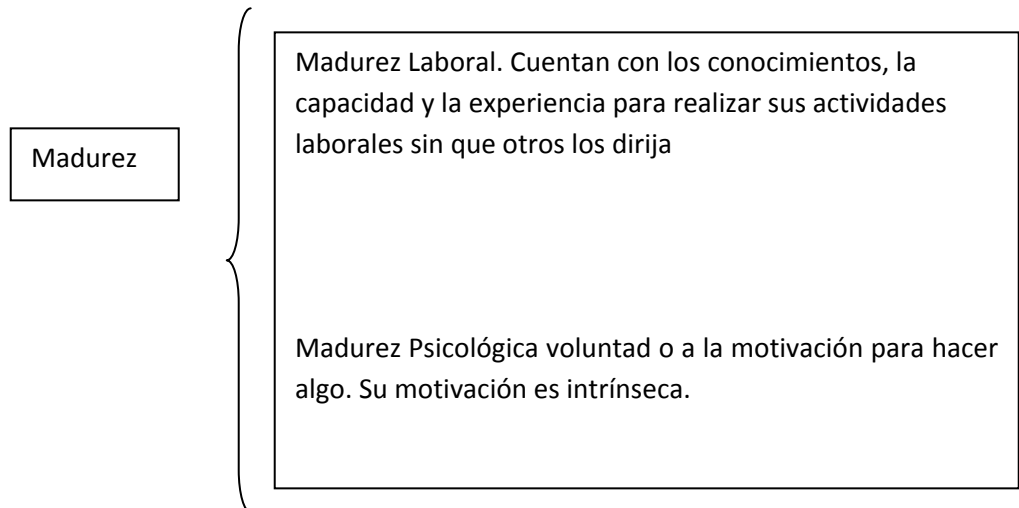 Madurez
Madurez Laboral. Cuentan con los conocimientos, la
capacidad y la experiencia para realizar sus actividades
laborales sin que otros los dirija
Madurez Psicológica voluntad o a la motivación para hacer
algo. Su motivación es intrínseca.